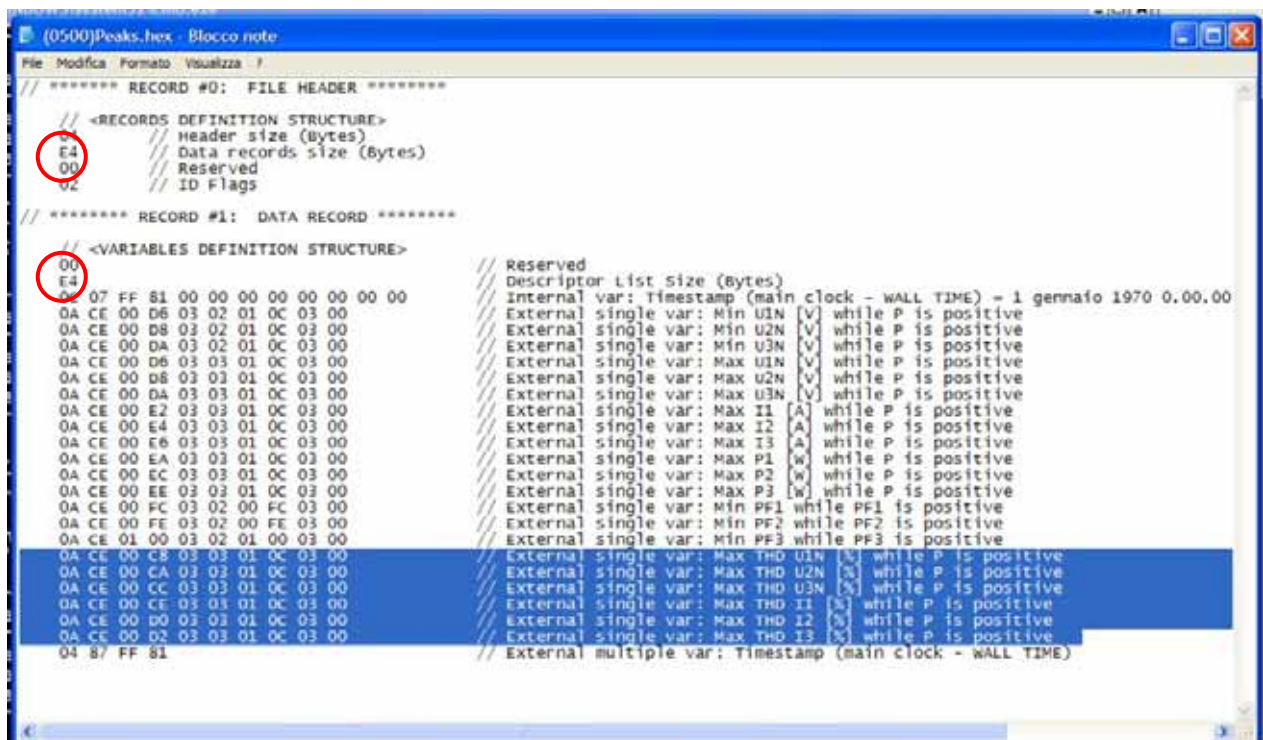 (0500)Peaks.hex - Blocco note
File Modifica Formato Visualizza ?
// ******* RECORD #0: FILE HEADER ********
// <RECORDS DEFINITION STRUCTURE>
04 // Header size (Bytes)
E4 // Data records size (Bytes)
00 // Reserved
02 // ID Flags
// ******** RECORD #1: DATA RECORD ********
// <VARIABLES DEFINITION STRUCTURE>
00 // Reserved
E4 // Descriptor List Size (Bytes)
07 FF 81 00 00 00 00 00 00 00 00 // Internal var: Timestamp (main clock - WALL TIME) = 1 gennaio 1970 0.00.00
0A CE 00 D6 03 02 01 0C 03 00 // External single var: Min U1N [V] while P is positive
0A CE 00 D8 03 02 01 0C 03 00 // External single var: Min U2N [V] while P is positive
0A CE 00 DA 03 02 01 0C 03 00 // External single var: Min U3N [V] while P is positive
0A CE 00 D6 03 03 01 0C 03 00 // External single var: Max U1N [V] while P is positive
0A CE 00 D8 03 03 01 0C 03 00 // External single var: Max U2N [V] while P is positive
0A CE 00 DA 03 03 01 0C 03 00 // External single var: Max U3N [V] while P is positive
0A CE 00 E2 03 03 01 0C 03 00 // External single var: Max I1 [A] while P is positive
0A CE 00 E4 03 03 01 0C 03 00 // External single var: Max I2 [A] while P is positive
0A CE 00 E6 03 03 01 0C 03 00 // External single var: Max I3 [A] while P is positive
0A CE 00 EA 03 03 01 0C 03 00 // External single var: Max P1 [W] while P is positive
0A CE 00 EC 03 03 01 0C 03 00 // External single var: Max P2 [W] while P is positive
0A CE 00 EE 03 03 01 0C 03 00 // External single var: Max P3 [W] while P is positive
0A CE 00 FC 03 02 00 FC 03 00 // External single var: Min PF1 while PF1 is positive
0A CE 00 FE 03 02 00 FE 03 00 // External single var: Min PF2 while PF2 is positive
0A CE 01 00 03 02 01 00 03 00 // External single var: Min PF3 while PF3 is positive
0A CE 00 C8 03 03 01 0C 03 00 // External single var: Max THD U1N [%] while P is positive
0A CE 00 CA 03 03 01 0C 03 00 // External single var: Max THD U2N [%] while P is positive
0A CE 00 CC 03 03 01 0C 03 00 // External single var: Max THD U3N [%] while P is positive
0A CE 00 CE 03 03 01 0C 03 00 // External single var: Max THD I1 [%] while P is positive
0A CE 00 D0 03 03 01 0C 03 00 // External single var: Max THD I2 [%] while P is positive
0A CE 00 D2 03 03 01 0C 03 00 // External single var: Max THD I3 [%] while P is positive
04 87 FF 81 // External multiple var: Timestamp (main clock - WALL TIME)